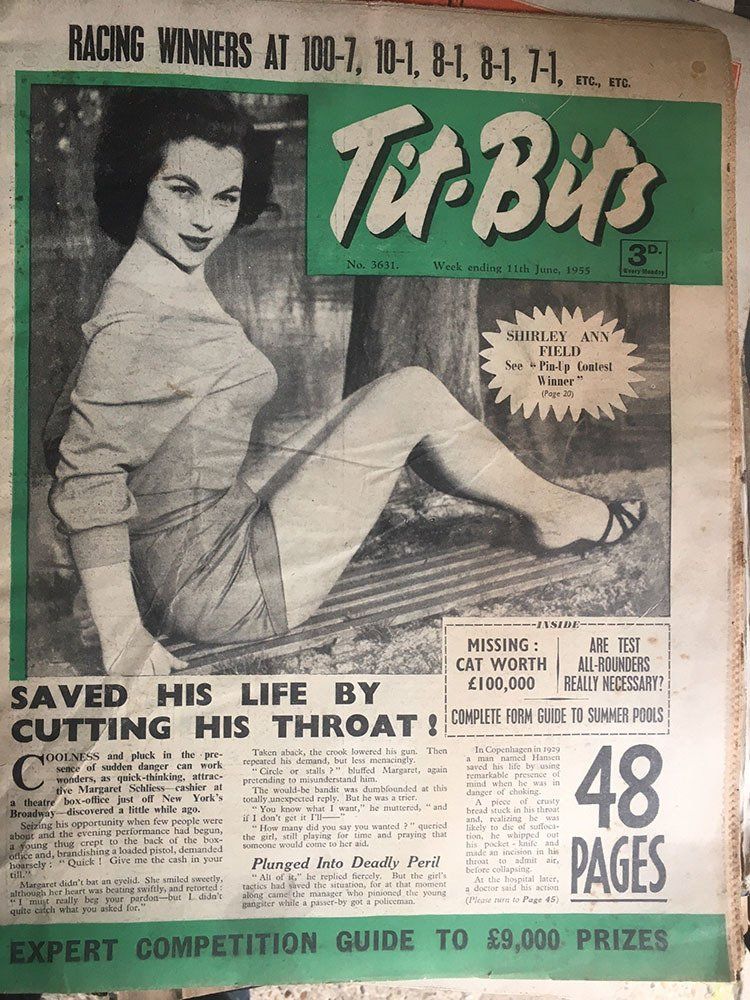 RACING WINNERS AT 100-7, 10-1, 8-1, 8-1, 7-1, ETC., ETC.
Tit-Bits
No. 3631. Week ending 11th June, 1955
3D.
Every Monday
SHIRLEY ANN
FIELD
See "Pin-Up Contest
Winner"
(Page 20)
INSIDE
MISSING :
CAT WORTH
£100,000
ARE TEST
ALL-ROUNDERS
REALLY NECESSARY?
COMPLETE FORM GUIDE TO SUMMER POOLS
SAVED HIS LIFE BY
CUTTING HIS THROAT !
COOLNESS and pluck in the pre-
sence of sudden danger can work
wonders, as quick-thinking, attrac-
tive Margaret Schliess—cashier at
a theatre box-office just off New York's
Broadway—discovered a little while ago.
Seizing his opportunity when few people were
about and the evening performance had begun,
a young thug crept to the back of the box-
office and, brandishing a loaded pistol, demanded
hoarsely : "Quick ! Give me the cash in your
till."
Margaret didn't bat an eyelid. She smiled sweetly,
although her heart was beating swiftly, and retorted :
"I must really beg your pardon—but I didn't
quite catch what you asked for."
Taken aback, the crook lowered his gun. Then
repeated his demand, but less menacingly.
"Circle or stalls ?" bluffed Margaret, again
pretending to misunderstand him.
The would-be bandit was dumbfounded at this
totally unexpected reply. But he was a trier.
"You know what I want," he muttered, "and
if I don't get it I'll——"
"How many did you say you wanted ?" queried
the girl, still playing for time and praying that
someone would come to her aid.
Plunged Into Deadly Peril
"All of it," he replied fiercely. But the girl's
tactics had saved the situation, for at that moment
along came the manager who pinioned the young
gangster while a passer-by got a policeman.
In Copenhagen in 1929
a man named Hansen
saved his life by using
remarkable presence of
mind when he was in
danger of choking.
A piece of crusty
bread stuck in his throat
and, realizing he was
likely to die of suffoca-
tion, he whipped out
his pocket-knife and
made an incision in his
throat to admit air,
before collapsing.
At the hospital later,
a doctor said his action
(Please turn to Page 45)
48
PAGES
EXPERT COMPETITION GUIDE TO £9,000 PRIZES